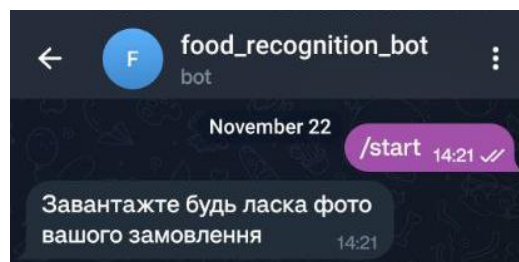 F
food_recognition_bot
bot
November 22
/start 14:21
Завантажте будь ласка фото
вашого замовлення
14:21